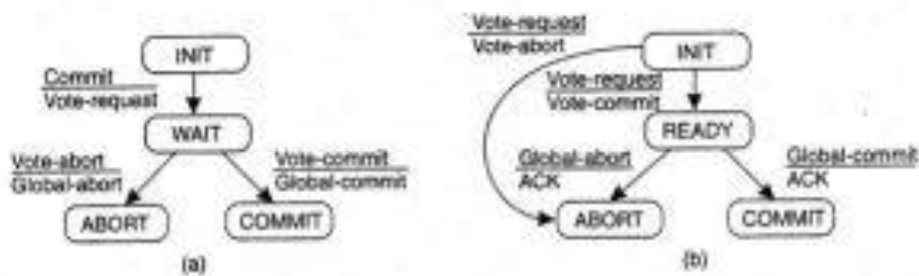 INIT
Commit
Vote-request
WAIT
Vote-abort
Global-abort
Vote-commit
Global-commit
ABORT
COMMIT
(a)
Vote-request
Vote-abort
INIT
Vote-request
Vote-commit
READY
Global-abort
ACK
Global-commit
ACK
ABORT
COMMIT
(b)